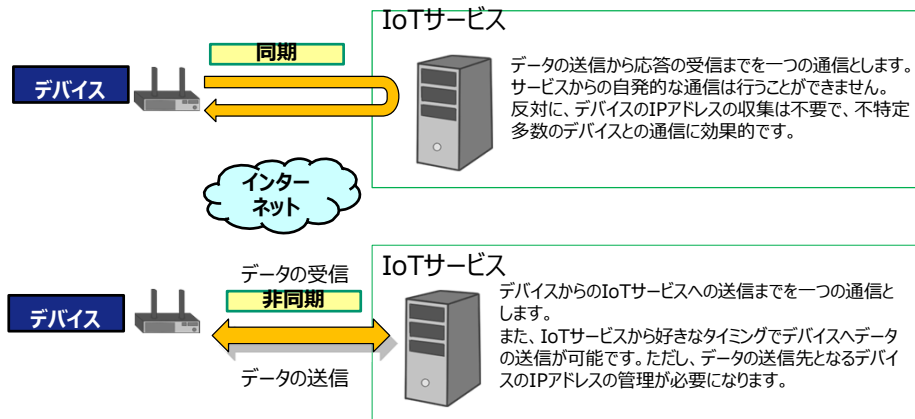 IoTサービス
同期
デバイス
データの送信から応答の受信までを一つの通信とします。
サービスからの自発的な通信は行うことができません。
反対に、デバイスのIPアドレスの収集は不要で、不特定
多数のデバイスとの通信に効果的です。
インター
ネット
IoTサービス
データの受信
非同期
デバイス
データの送信
デバイスからのIoTサービスへの送信までを一つの通信と
します。
また、IoTサービスから好きなタイミングでデバイスへデータ
の送信が可能です。ただし、データの送信先となるデバイ
スのIPアドレスの管理が必要になります。